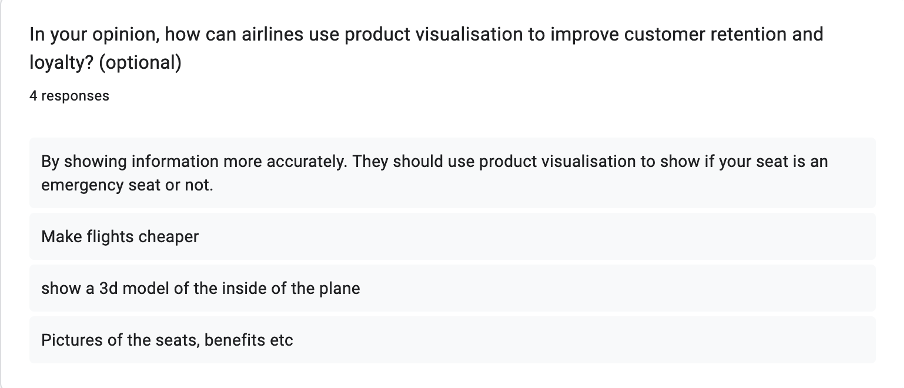 In your opinion, how can airlines use product visualisation to improve customer retention and
loyalty? (optional)
4 responses
By showing information more accurately. They should use product visualisation to show if your seat is an
emergency seat or not.
Make flights cheaper
show a 3d model of the inside of the plane
Pictures of the seats, benefits etc